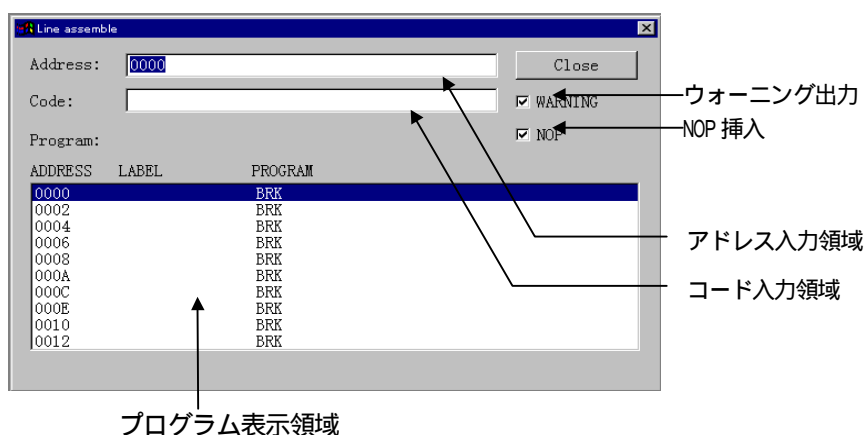 Line assemble
Address: 0000
Close
Code:
WARNING
ウォーニング出力
NOP
NOP 挿入
Program:
ADDRESS LABEL PROGRAM
0000 BRK
0002 BRK
0004 BRK
0006 BRK
0008 BRK
000A BRK
000C BRK
000E BRK
0010 BRK
0012 BRK
アドレス入力領域
コード入力領域
プログラム表示領域